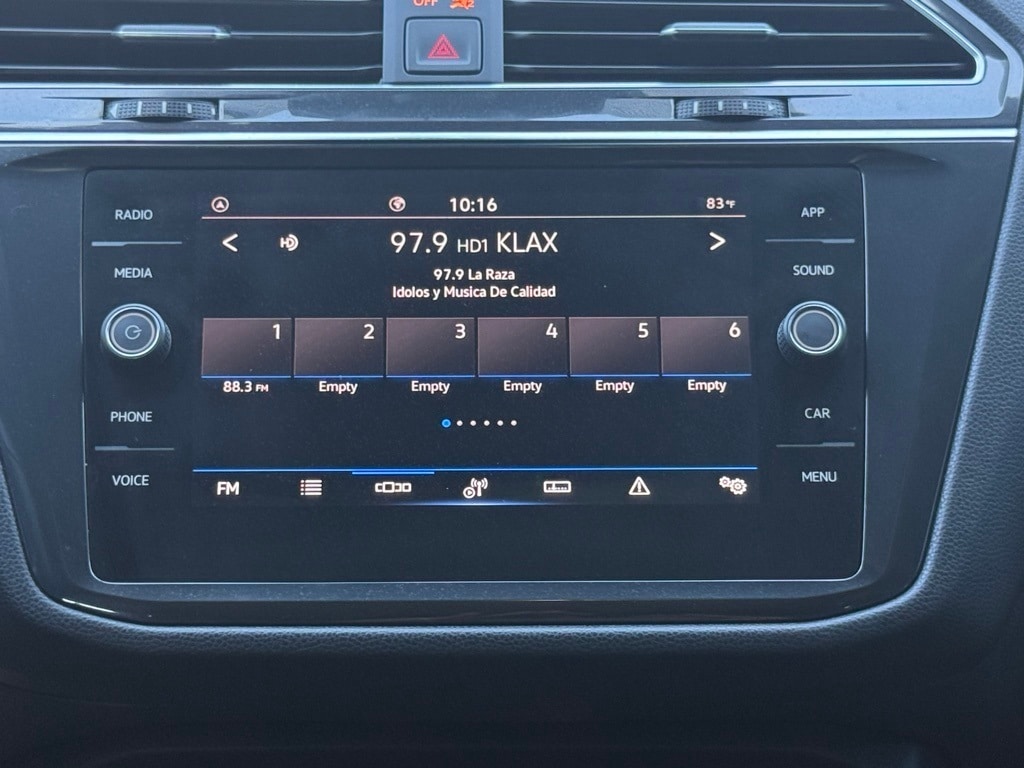 OFF
RADIO
MEDIA
PHONE
VOICE
10:16 83°F
< HD 97.9 HD1 KLAX >
97.9 La Raza
Idolos y Musica De Calidad
1 2 3 4 5 6
88.3 FM Empty Empty Empty Empty Empty
FM
APP
SOUND
CAR
MENU